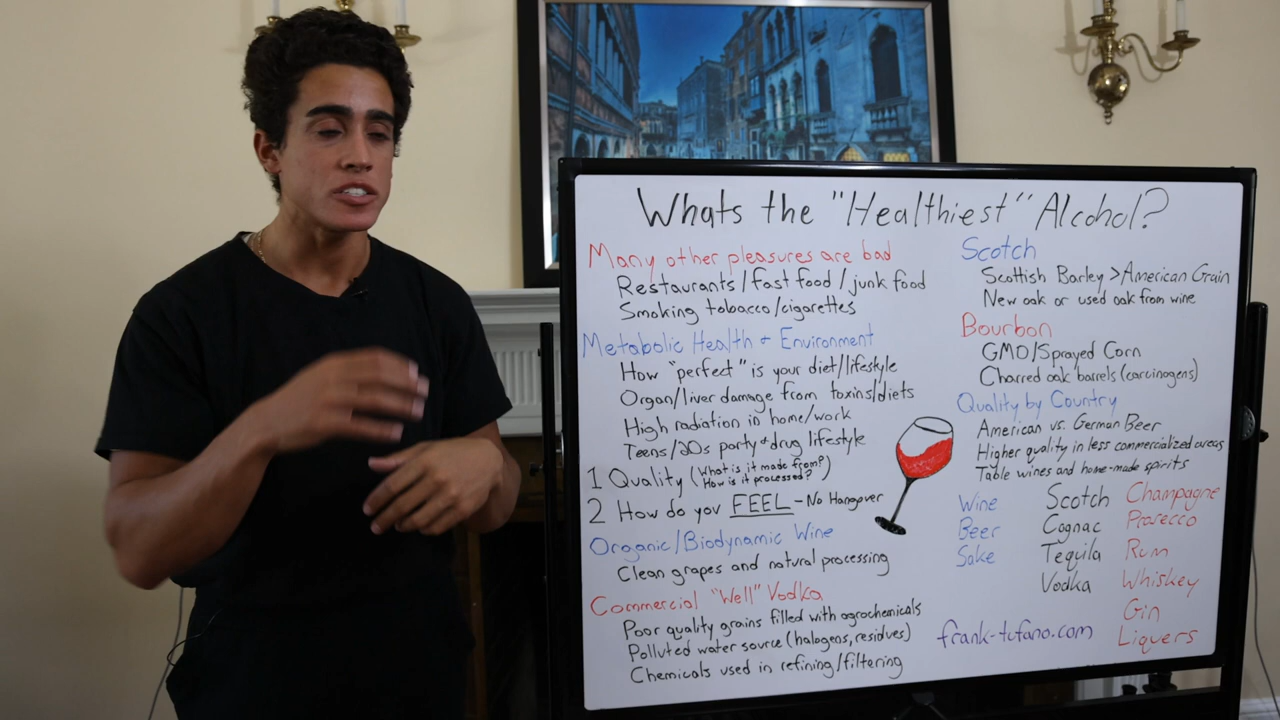 Whats the "Healthiest" Alcohol?
Many other pleasures are bad
Restaurants/fast food/junk food
Smoking tobacco/cigarettes
Metabolic Health + Environment
How "perfect" is your diet/lifestyle
Organ/liver damage from toxins/diets
High radiation in home/work
Teens/20s party + drug lifestyle
1 Quality (What is it made from?
How is it processed?)
2 How do you FEEL - No Hangover
Organic/Biodynamic Wine
Clean grapes and natural processing
Commercial "Well" Vodka
Poor quality grains filled with agrochemicals
Polluted water source (halogens, residues)
Chemicals used in refining/filtering
Scotch
Scottish Barley > American Grain
New oak or used oak from wine
Bourbon
GMO/Sprayed Corn
Charred oak barrels (carcinogens)
Quality by Country
American vs. German Beer
Higher quality in less commercialized areas
Table wines and home-made spirits
Wine
Beer
Sake
Scotch
Cognac
Tequila
Vodka
Champagne
Prosecco
Rum
Whiskey
Gin
Liquers
frank-tufano.com